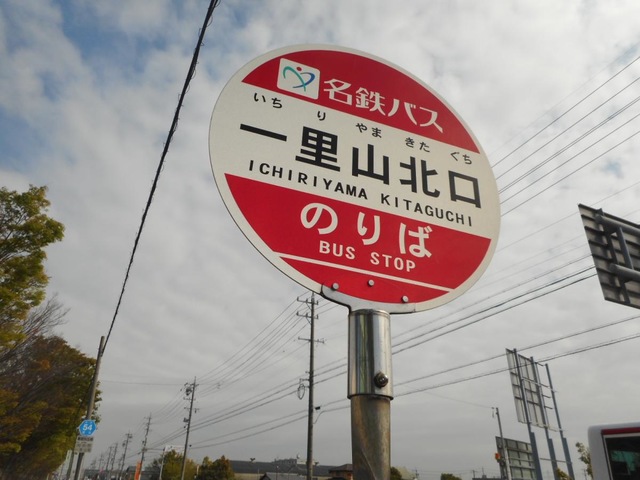 名鉄バス
いちりやまきたぐち
一里山北口
ICHIRIYAMA KITAGUCHI
のりば
BUS STOP